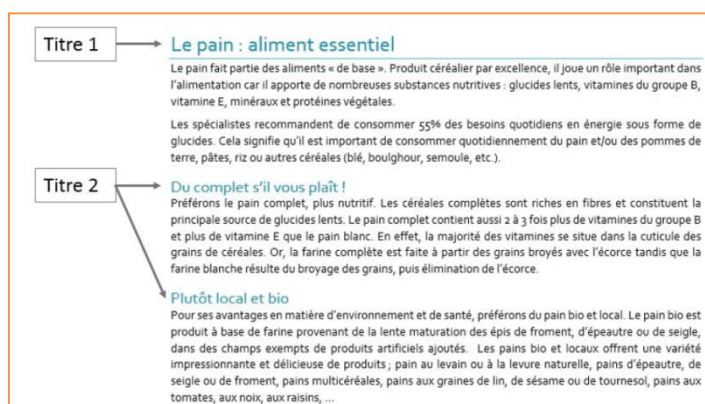 Titre 1
Le pain : aliment essentiel
Le pain fait partie des aliments « de base ». Produit céréalier par excellence, il joue un rôle important dans
l'alimentation car il apporte de nombreuses substances nutritives : glucides lents, vitamines du groupe B,
vitamine E, minéraux et protéines végétales.
Les spécialistes recommandent de consommer 55% des besoins quotidiens en énergie sous forme de
glucides. Cela signifie qu'il est important de consommer quotidiennement du pain et/ou des pommes de
terre, pâtes, riz ou autres céréales (blé, boulghour, semoule, etc.).
Titre 2
Du complet s'il vous plaît !
Préférons le pain complet, plus nutritif. Les céréales complètes sont riches en fibres et constituent la
principale source de glucides lents. Le pain complet contient aussi 2 à 3 fois plus de vitamines du groupe B
et plus de vitamine E que le pain blanc. En effet, la majorité des vitamines se situe dans la cuticule des
grains de céréales. Or, la farine complète est faite à partir des grains broyés avec l'écorce tandis que la
farine blanche résulte du broyage des grains, puis élimination de l'écorce.
Plutôt local et bio
Pour ses avantages en matière d'environnement et de santé, préférons du pain bio et local. Le pain bio est
produit à base de farine provenant de la lente maturation des épis de froment, d'épeautre ou de seigle,
dans des champs exempts de produits artificiels ajoutés. Les pains bio et locaux offrent une variété
impressionnante et délicieuse de produits ; pain au levain ou à la levure naturelle, pains d'épeautre, de
seigle ou de froment, pains multicéréales, pains aux graines de lin, de sésame ou de tournesol, pains aux
tomates, aux noix, aux raisins, ...